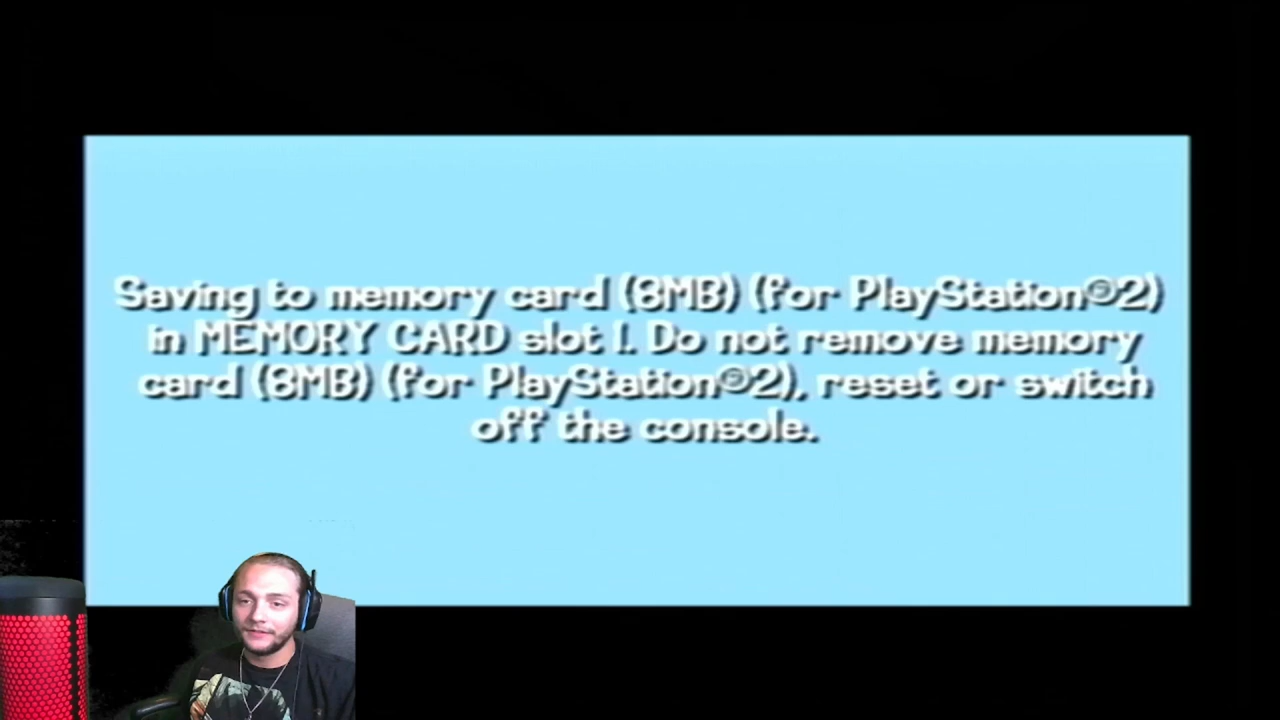 Saving to memory card (8MB) (for PlayStation®2)
in MEMORY CARD slot 1. Do not remove memory
card (8MB) (for PlayStation®2), reset or switch
off the console.